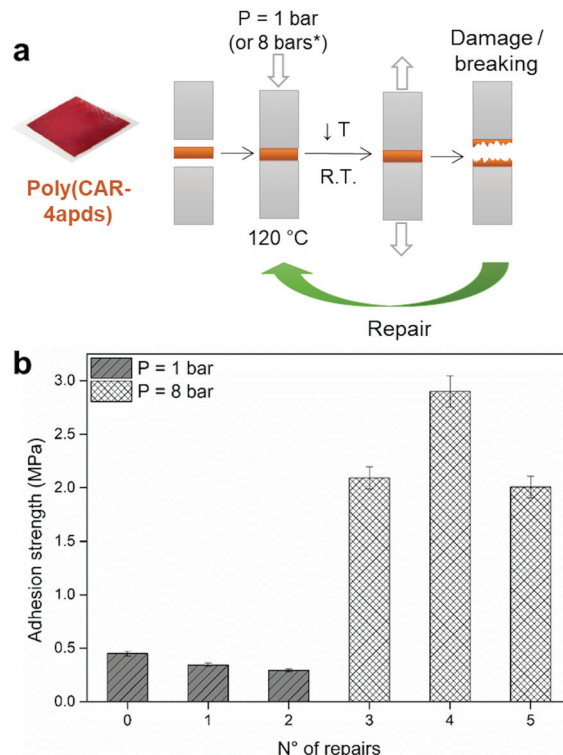 a
P = 1 bar
(or 8 bars*)
Damage /
breaking
↓ T
R.T.
Poly(CAR-
4apds)
120 °C
Repair
b
P = 1 bar
P = 8 bar
Adhesion strength (MPa)
3.0
2.5
2.0
1.5
1.0
0.5
0.0
0 1 2 3 4 5
N° of repairs